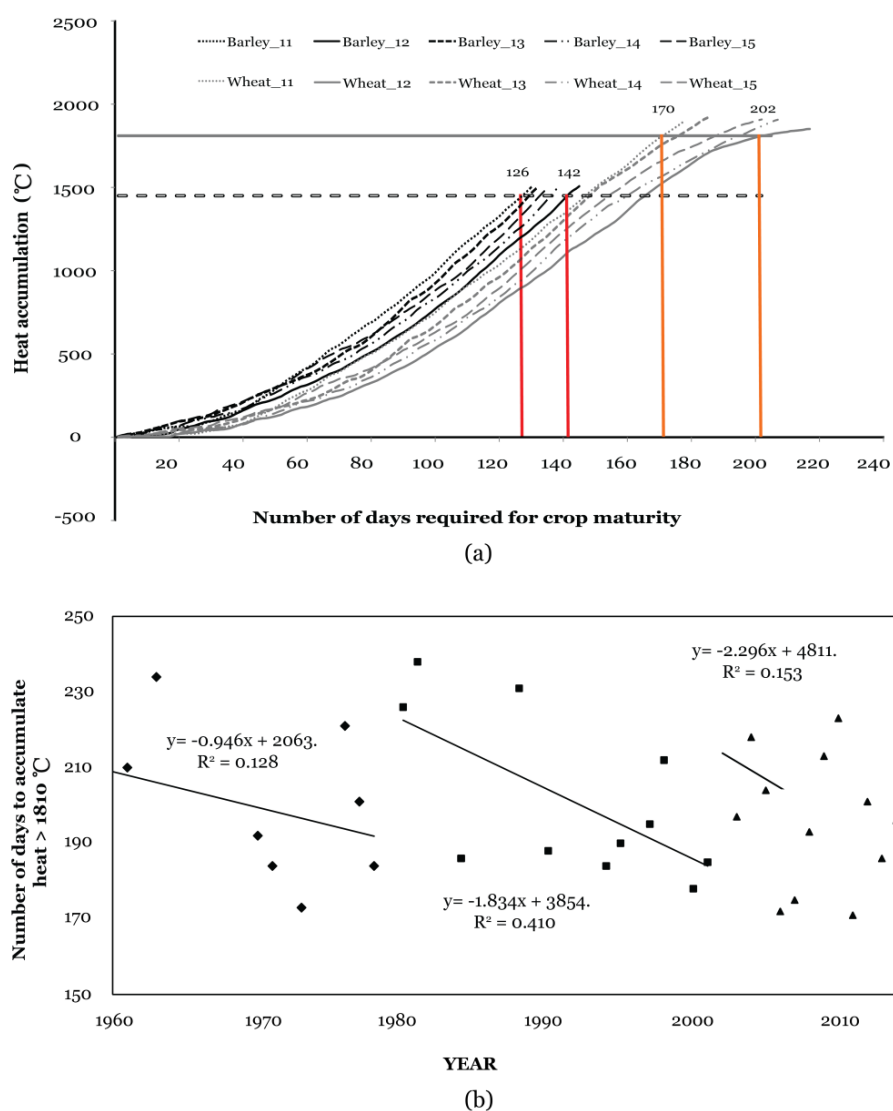 Barley_11 Barley_12 Barley_13 Barley_14 Barley_15
Wheat_11 Wheat_12 Wheat_13 Wheat_14 Wheat_15
2500
2000
1500
1000
500
0
-500
Heat accumulation (℃)
126 142 170 202
20 40 60 80 100 120 140 160 180 200 220 240
Number of days required for crop maturity
(a)
250
230
210
190
170
150
Number of days to accumulate
heat > 1810 ℃
y= -0.946x + 2063.
R² = 0.128
y= -1.834x + 3854.
R² = 0.410
y= -2.296x + 4811.
R² = 0.153
1960 1970 1980 1990 2000 2010
YEAR
(b)